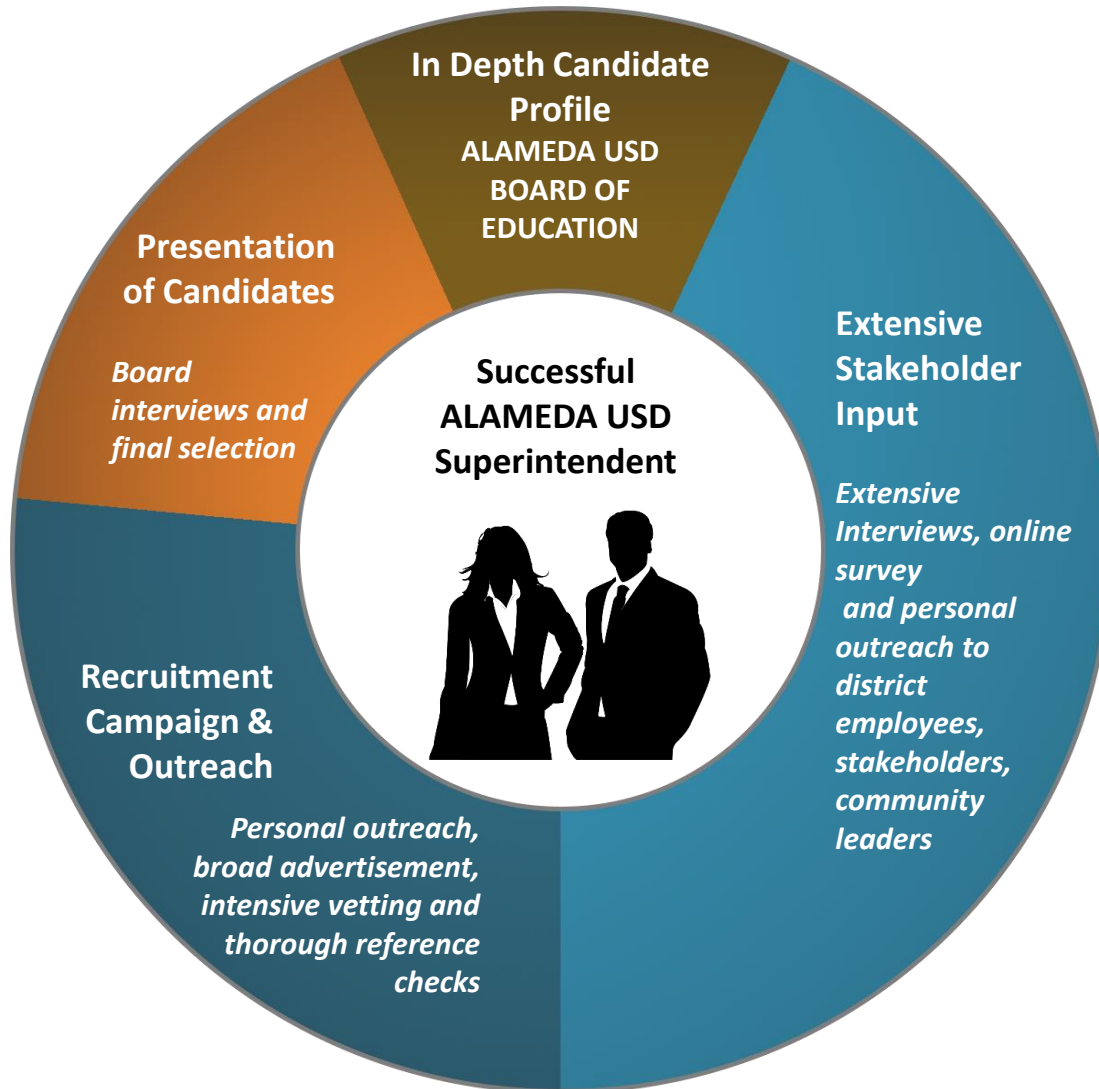 In Depth Candidate
Profile
ALAMEDA USD
BOARD OF
EDUCATION
Extensive
Stakeholder
Input
Extensive
Interviews, online
survey
and personal
outreach to
district
employees,
stakeholders,
community
leaders
Recruitment
Campaign &
Outreach
Personal outreach,
broad advertisement,
intensive vetting and
thorough reference
checks
Presentation
of Candidates
Board
interviews and
final selection
Successful
ALAMEDA USD
Superintendent